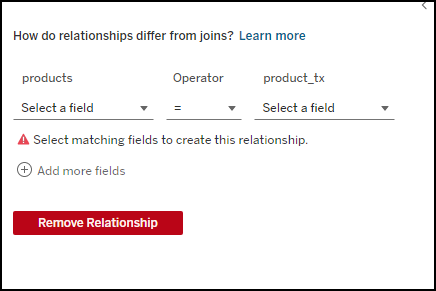 How do relationships differ from joins? Learn more
products Operator product_tx
Select a field = Select a field
Select matching fields to create this relationship.
Add more fields
Remove Relationship